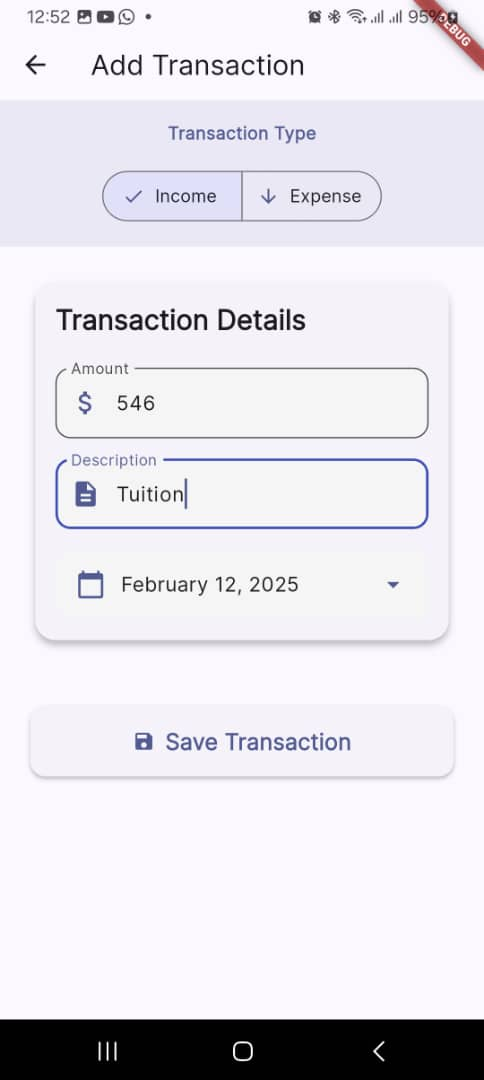 12:52 95%
DEBUG
Add Transaction
Transaction Type
Income Expense
Transaction Details
Amount
$ 546
Description
Tuition
February 12, 2025
Save Transaction